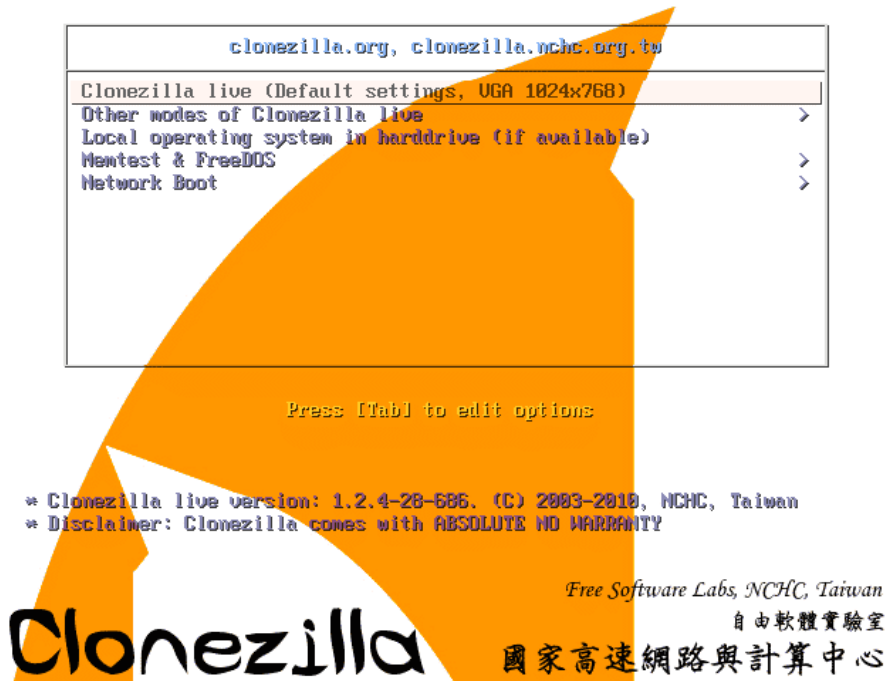 clonezilla.org, clonezilla.nchc.org.tw
Clonezilla live (Default settings, VGA 1024x768)
Other modes of Clonezilla live >
Local operating system in harddrive (if available)
Memtest & FreeDOS >
Network Boot >
Press [Tab] to edit options
* Clonezilla live version: 1.2.4-28-686. (C) 2003-2010, NCHC, Taiwan
* Disclaimer: Clonezilla comes with ABSOLUTE NO WARRANTY
Free Software Labs, NCHC, Taiwan
自由軟體實驗室
Clonezilla
國家高速網路與計算中心